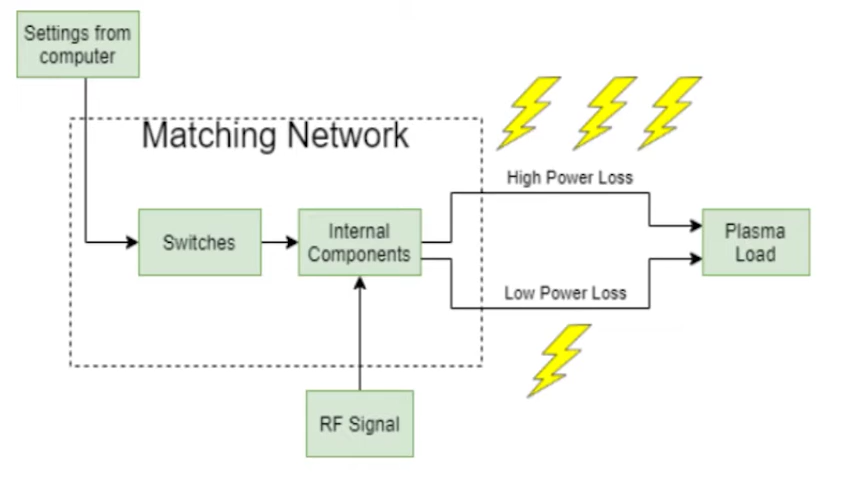 Settings from
computer
Matching Network
High Power Loss
Switches
Internal
Components
Plasma
Load
Low Power Loss
RF Signal